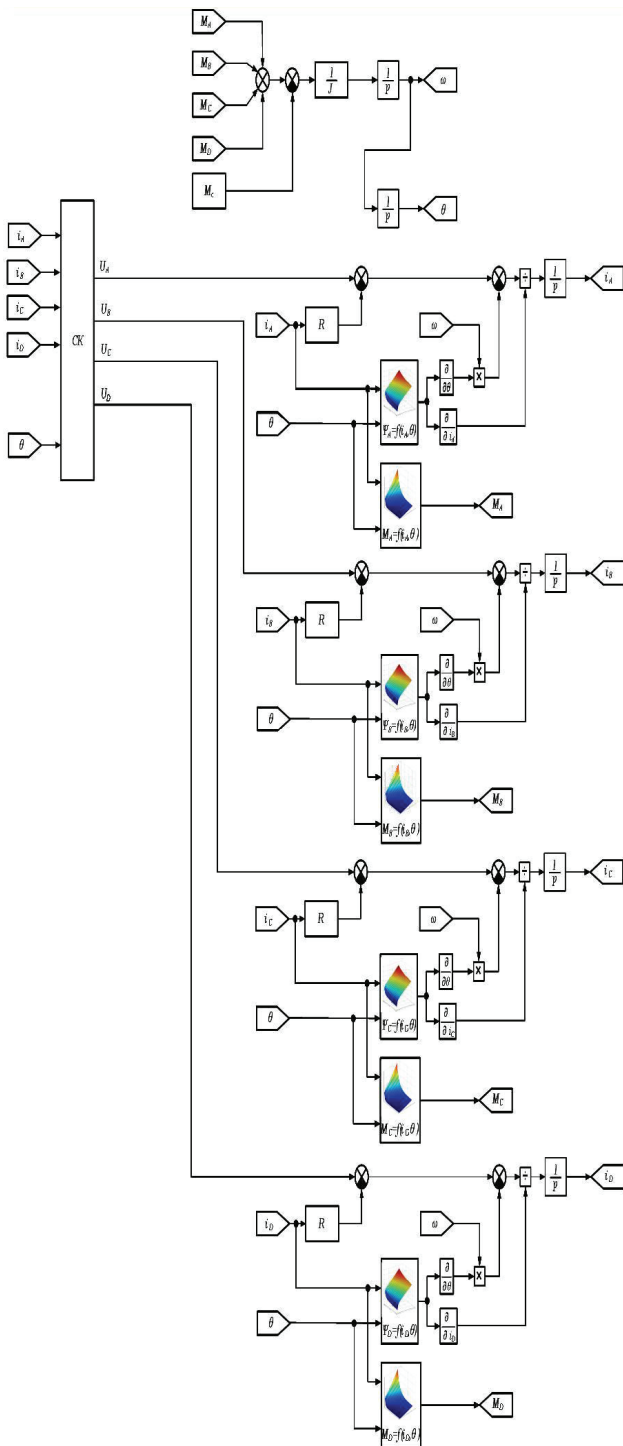 M_A
M_B
M_C
M_D
M_c
1/J
1/p
ω
1/p
θ
i_A
i_B
i_C
i_D
θ
СК
U_A
U_B
U_C
U_D
i_A
R
ω
÷
1/p
i_A
θ
Ψ_A=f(i_A,θ)
∂/∂θ
×
∂/∂i_A
M_A=f(i_A,θ)
M_A
i_B
R
ω
÷
1/p
i_B
θ
Ψ_B=f(i_B,θ)
∂/∂θ
×
∂/∂i_B
M_B=f(i_B,θ)
M_B
i_C
R
ω
÷
1/p
i_C
θ
Ψ_C=f(i_C,θ)
∂/∂θ
×
∂/∂i_C
M_C=f(i_C,θ)
M_C
i_D
R
ω
÷
1/p
i_D
θ
Ψ_D=f(i_D,θ)
∂/∂θ
×
∂/∂i_D
M_D=f(i_D,θ)
M_D